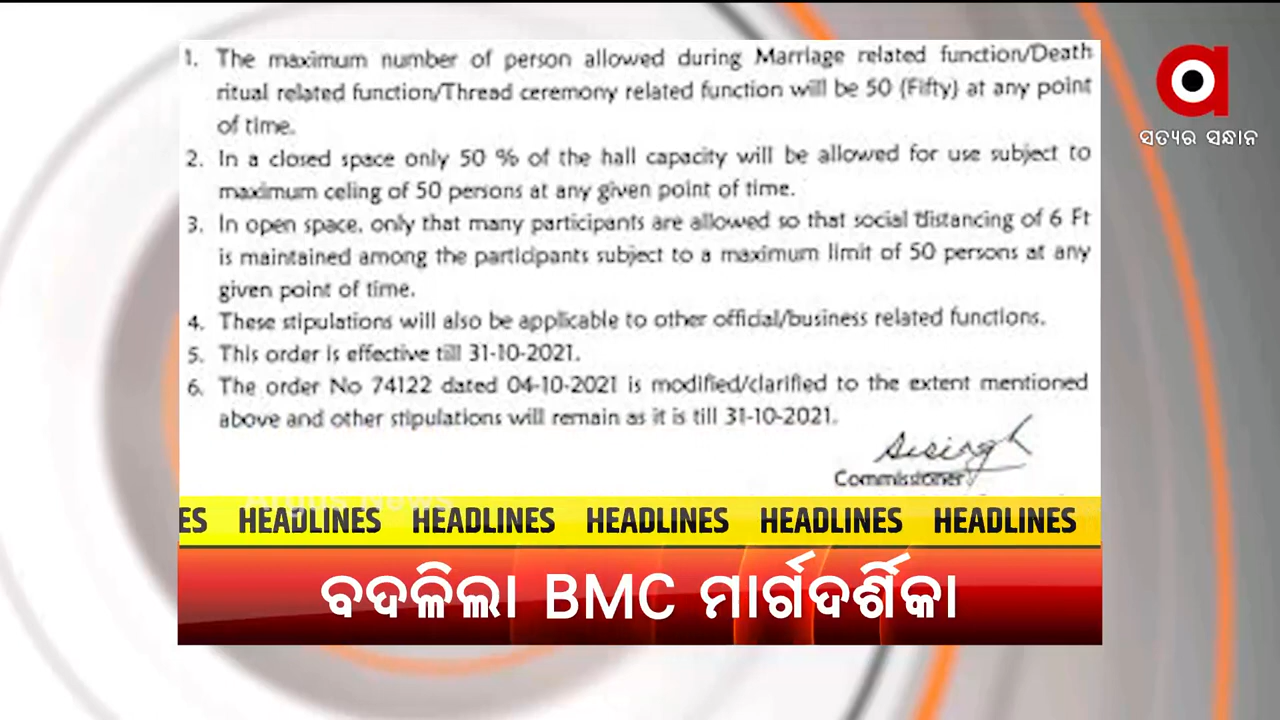 1. The maximum number of person allowed during Marriage related function/Death
ritual related function/Thread ceremony related function will be 50 (Fifty) at any point
of time.
2. In a closed space only 50 % of the hall capacity will be allowed for use subject to
maximum celing of 50 persons at any given point of time.
3. In open space, only that many participants are allowed so that social distancing of 6 Ft
is maintained among the participants subject to a maximum limit of 50 persons at any
given point of time.
4. These stipulations will also be applicable to other official/business related functions.
5. This order is effective till 31-10-2021.
6. The order No 74122 dated 04-10-2021 is modified/clarified to the extent mentioned
above and other stipulations will remain as it is till 31-10-2021.
Commissioner
a
ସତ୍ୟର ସନ୍ଧାନ
Argus News
ES HEADLINES HEADLINES HEADLINES HEADLINES HEADLINES
ବଦଳିଲା BMC ମାର୍ଗଦର୍ଶିକା